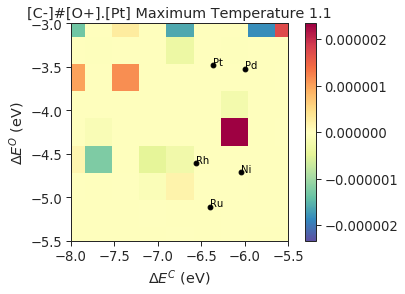 [C-]#[O+].[Pt] Maximum Temperature 1.1
−3.0
−3.5
−4.0
−4.5
−5.0
−5.5
ΔE^O (eV)
Pt
Pd
Rh
Ni
Ru
−8.0 −7.5 −7.0 −6.5 −6.0 −5.5
ΔE^C (eV)
0.000002
0.000001
0.000000
−0.000001
−0.000002